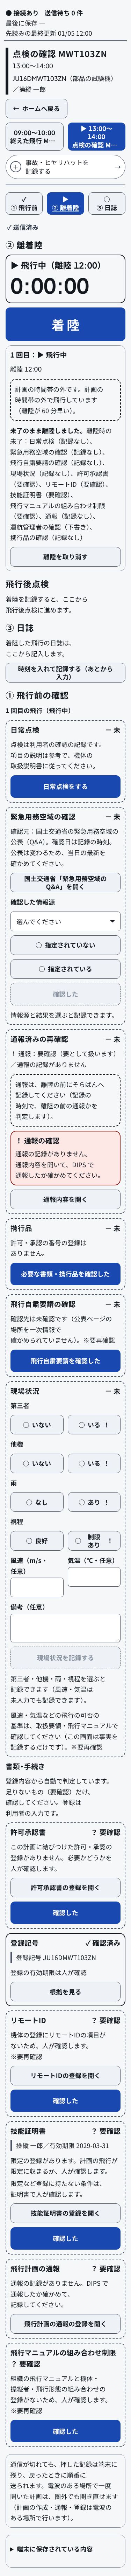 ● 接続あり　送信待ち 0 件
最後に保存 —
先読みの最終更新 01/05 12:00
点検の確認 MWT103ZN
13:00〜14:00
JU16DMWT103ZN（部品の試験機）
／操縦 一郎
← ホームへ戻る
09:00〜10:00
終えた飛行 M…
▶ 13:00〜
14:00
点検の確認 M…
事故・ヒヤリハットを
記録する
→
✓
① 飛行前
▶
② 離着陸
○
③ 日誌
✓ 送信済み
② 離着陸
▶ 飛行中（離陸 12:00）
0:00:00
着 陸
1 回目：▶ 飛行中
離陸 12:00
計画の時間帯の外です。計画の
時間帯の外で飛行しています
（離陸が 60 分早い）。
未了のまま離陸しました。離陸時の
未了：日常点検（記録なし）、
緊急用務空域の確認（記録なし）、
飛行自粛要請の確認（記録なし）、
現場状況（記録なし）、許可承認書
（要確認）、リモートID（要確認）、
技能証明書（要確認）、
飛行マニュアルの組み合わせ制限
（要確認）、通報（記録なし）、
運航管理者の確認（下書き）、
携行品の確認（記録なし）
離陸を取り消す
飛行後点検
着陸を記録すると、ここから
飛行後点検に進めます。
③ 日誌
着陸した飛行の日誌は、
ここから記入します。
時刻を入れて記録する（あとから
入力）
① 飛行前の確認
1 回目の飛行（飛行中）
日常点検
— 未
点検は利用者の確認の記録です。
項目の説明も参考で、機体の
取扱説明書に従ってください。
日常点検をする
緊急用務空域の確認
— 未
確認元：国土交通省の緊急用務空域の
公表（Q&A）。確認日は記録の時刻。
公表は変わるため、当日の最新を
確かめてください。
国土交通省「緊急用務空域の
Q&A」を開く
確認した情報源
選んでください
○ 指定されていない
○ 指定されている
確認した
情報源と結果を選ぶと記録できます。
通報済みの再確認
— 未
！ 通報：要確認（要として扱います）
／通報の記録がありません
通報は、離陸の前にそらばんへ
記録してください（記録の
時刻で、離陸の前の通報かを
判定します）。
！ 通報の確認
通報の記録がありません。
通報内容を開いて、DIPS で
通報したか確かめてください。
通報内容を開く
携行品
— 未
許可・承認の番号の登録は
ありません。
必要な書類・携行品を確認した
飛行自粛要請の確認
— 未
確認先は未確認です（公表ページの
場所を一次情報で
確かめられていません）。※要再確認
飛行自粛要請を確認した
現場状況
— 未
第三者
○ いない
○ いる ！
他機
○ いない
○ いる ！
雨
○ なし
○ あり ！
視程
○ 良好
○ 制限あり ！
風速（m/s・
任意）
気温（℃・任意）
備考（任意）
現場状況を記録する
第三者・他機・雨・視程を選ぶと
記録できます（風速・気温は
未入力でも記録できます）。
風速・気温などの飛行の可否の
基準は、取扱要領・飛行マニュアルで
確認してください（この画面は事実を
記録するだけです）。※要再確認
書類・手続き
登録内容から自動で判定しています。
足りないもの（要確認）だけ、
確認してください。登録は
利用者の入力です。
許可承認書
？ 要確認
この計画に結びつけた許可・承認の
登録がありません。必要かどうかを
人が確認します。
許可承認書の登録を開く
確認した
登録記号
✓ 確認済み
登録記号 JU16DMWT103ZN
登録の有効期限は人が確認
根拠を見る
リモートID
？ 要確認
機体の登録にリモートIDの項目が
ないため、人が確認します。
※要再確認
リモートIDの登録を開く
確認した
技能証明書
？ 要確認
操縦 一郎／有効期限 2029-03-31
限定の登録があります。計画の飛行が
限定に収まるか、人が確認します。
限定など登録に持たない条件は、
証明書で人が確認します。
技能証明書の登録を開く
確認した
飛行計画の通報
？ 要確認
通報の記録がありません。DIPS で
通報したか確かめて、
記録してください。
飛行計画の通報の登録を開く
確認した
飛行マニュアルの組み合わせ制限
？ 要確認
組織の飛行マニュアルと機体・
操縦者・飛行形態の組み合わせの
登録がないため、人が確認します。
※要再確認
確認した
通信が切れても、押した記録は端末に
残り、戻ったときに順番に
送られます。電波のある場所で一度
開いた計画は、圏外でも開き直せます
（計画の作成・通報・登録は電波の
ある場所で行います）。
▶ 端末に保存されている内容